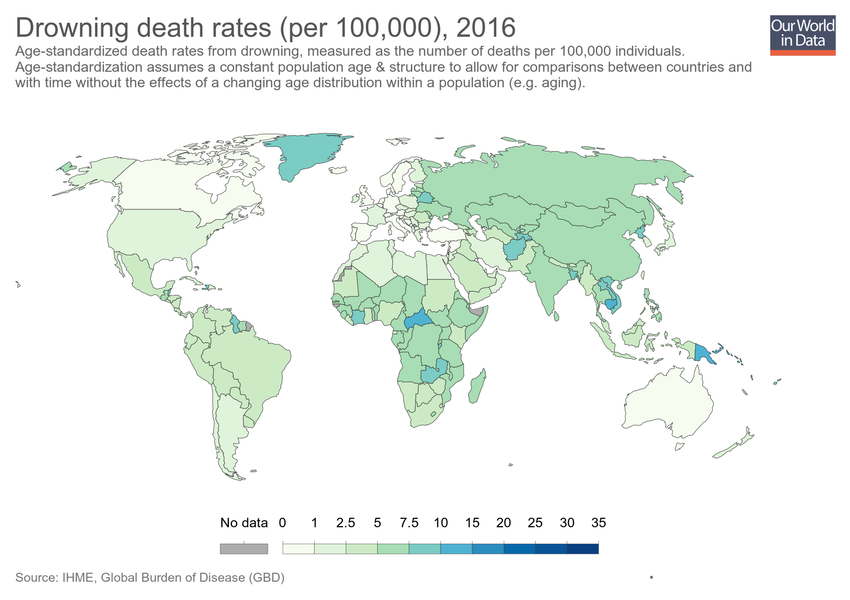 Drowning death rates (per 100,000), 2016
Our World
in Data
Age-standardized death rates from drowning, measured as the number of deaths per 100,000 individuals.
Age-standardization assumes a constant population age & structure to allow for comparisons between countries and
with time without the effects of a changing age distribution within a population (e.g. aging).
No data 0 1 2.5 5 7.5 10 15 20 25 30 35
Source: IHME, Global Burden of Disease (GBD)